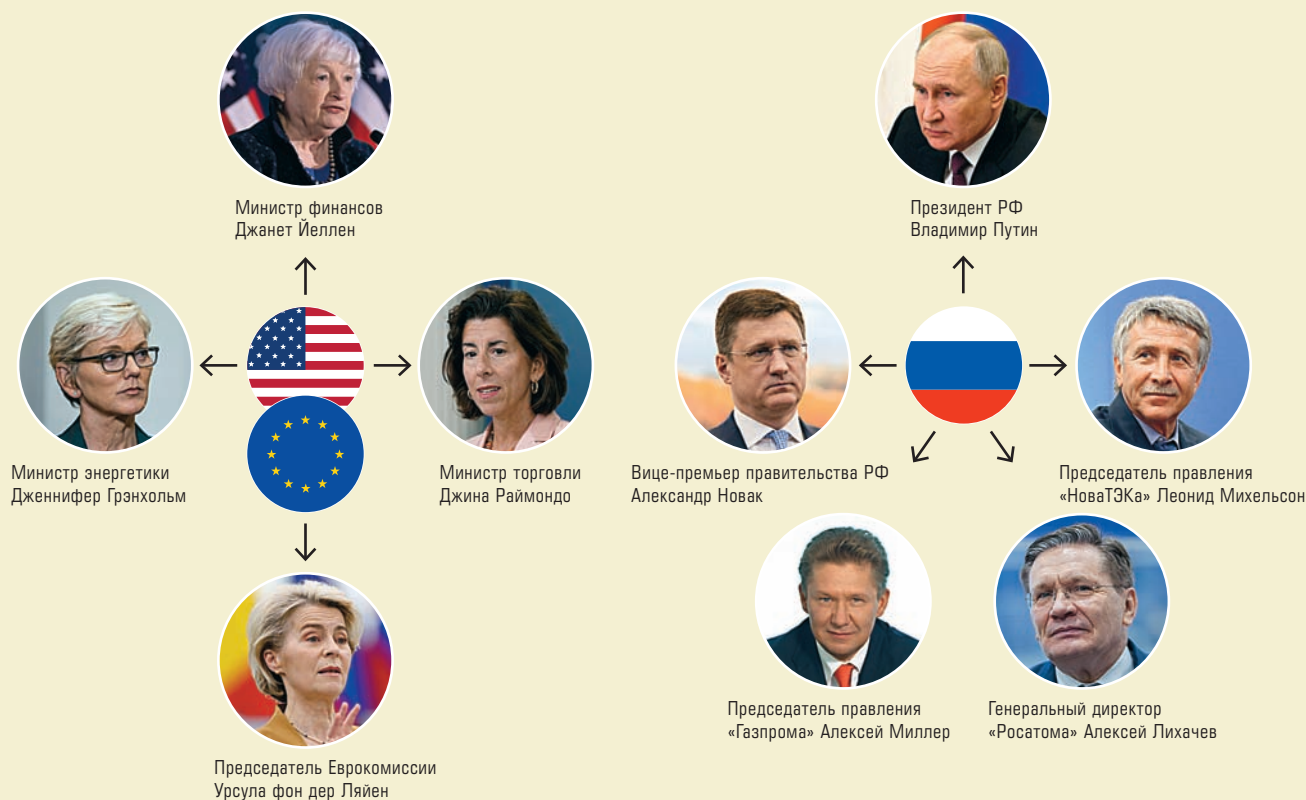 Министр финансов
Джанет Йеллен
Президент РФ
Владимир Путин
Министр энергетики
Дженнифер Грэнхольм
Министр торговли
Джина Раймондо
Вице-премьер правительства РФ
Александр Новак
Председатель правления
«НоваТЭКа» Леонид Михельсон
Председатель правления
«Газпрома» Алексей Миллер
Генеральный директор
«Росатома» Алексей Лихачев
Председатель Еврокомиссии
Урсула фон дер Ляйен